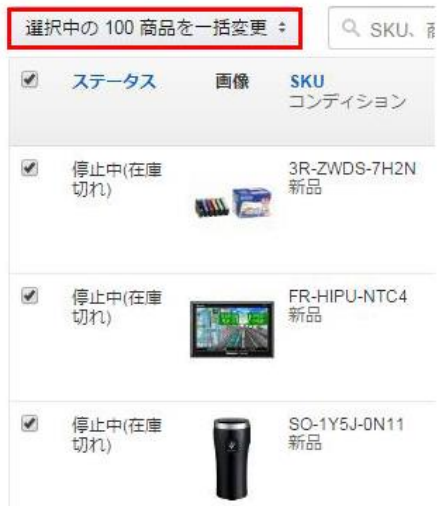 選択中の 100 商品を一括変更
SKU、商
ステータス 画像 SKU
コンディション
停止中(在庫
切れ)
3R-ZWDS-7H2N
新品
停止中(在庫
切れ)
FR-HIPU-NTC4
新品
停止中(在庫
切れ)
SO-1Y5J-0N11
新品